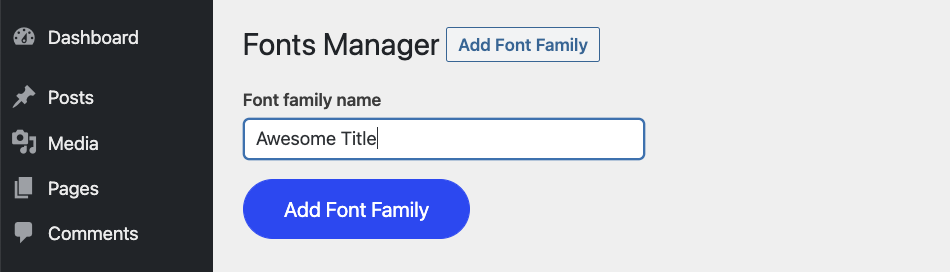 Dashboard
Posts
Media
Pages
Comments
Fonts Manager
Add Font Family
Font family name
Awesome Title
Add Font Family